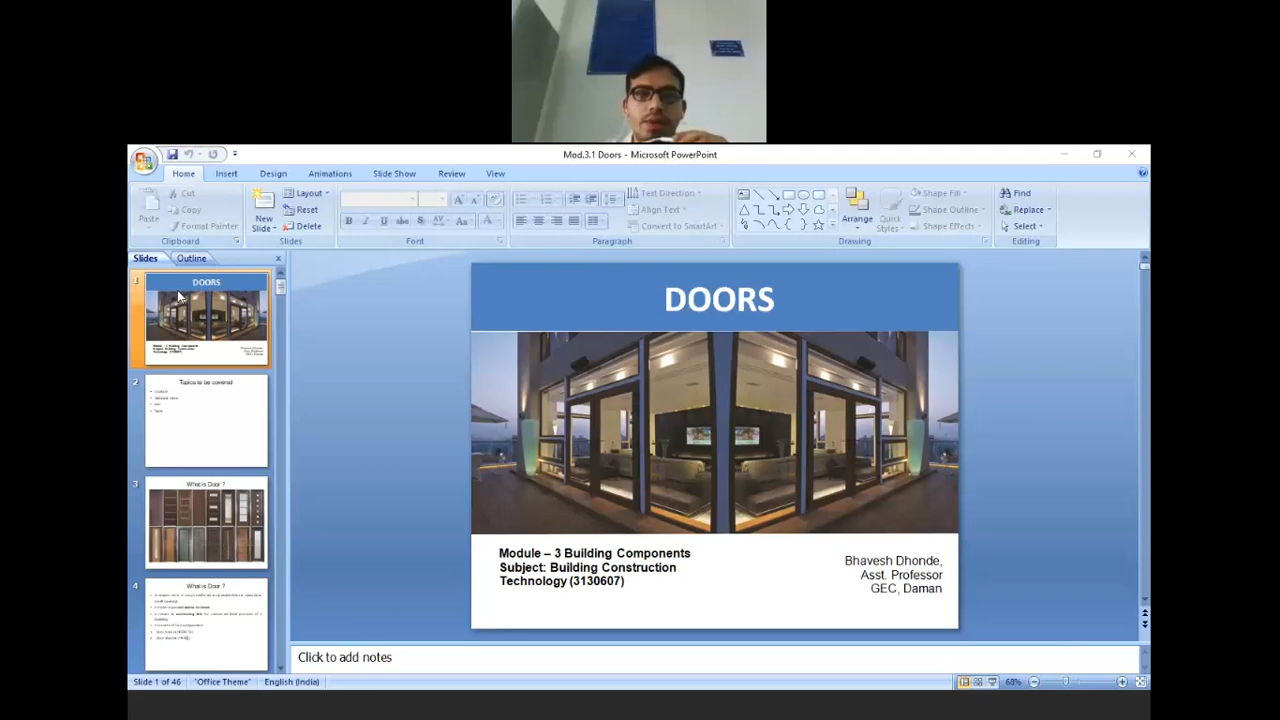 Mod.3.1 Doors - Microsoft PowerPoint
Home Insert Design Animations Slide Show Review View
Paste
Cut
Copy
Format Painter
Clipboard
New Slide
Layout
Reset
Delete
Slides
Font
Text Direction
Align Text
Convert to SmartArt
Paragraph
Arrange
Quick Styles
Shape Fill
Shape Outline
Shape Effects
Drawing
Find
Replace
Select
Editing
Slides Outline
1
DOORS
2
Topics to be covered
3
What is Door ?
4
What is Door ?
DOORS
Module – 3 Building Components
Subject: Building Construction
Technology (3130607)
Bhavesh Dhonde,
Asst. Professor
GEC, Daman
Click to add notes
Slide 1 of 46 "Office Theme" English (India) 68%